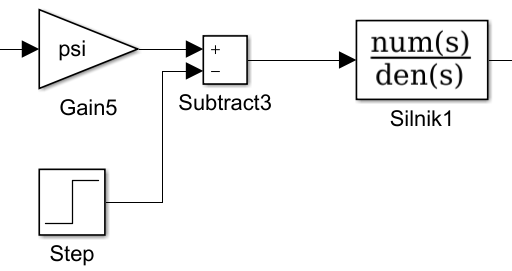 psi
Gain5
+
−
Subtract3
num(s)
den(s)
Silnik1
Step